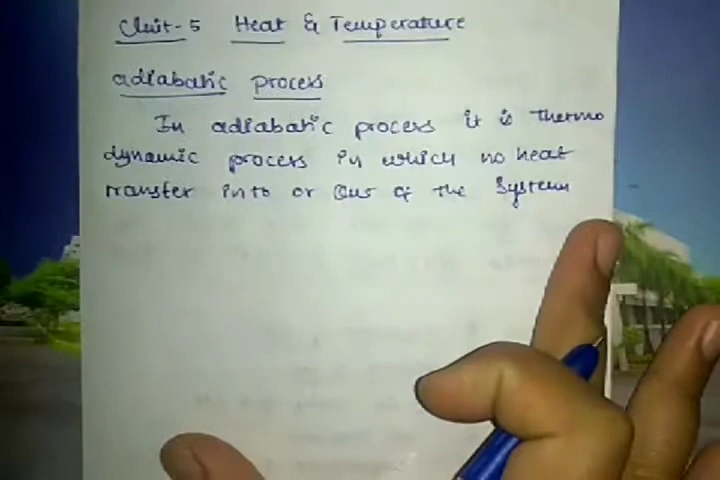 Unit-5 Heat & Temperature
adiabatic process
In adiabatic process it is thermo
dynamic process in which no heat
transfer into or out of the system